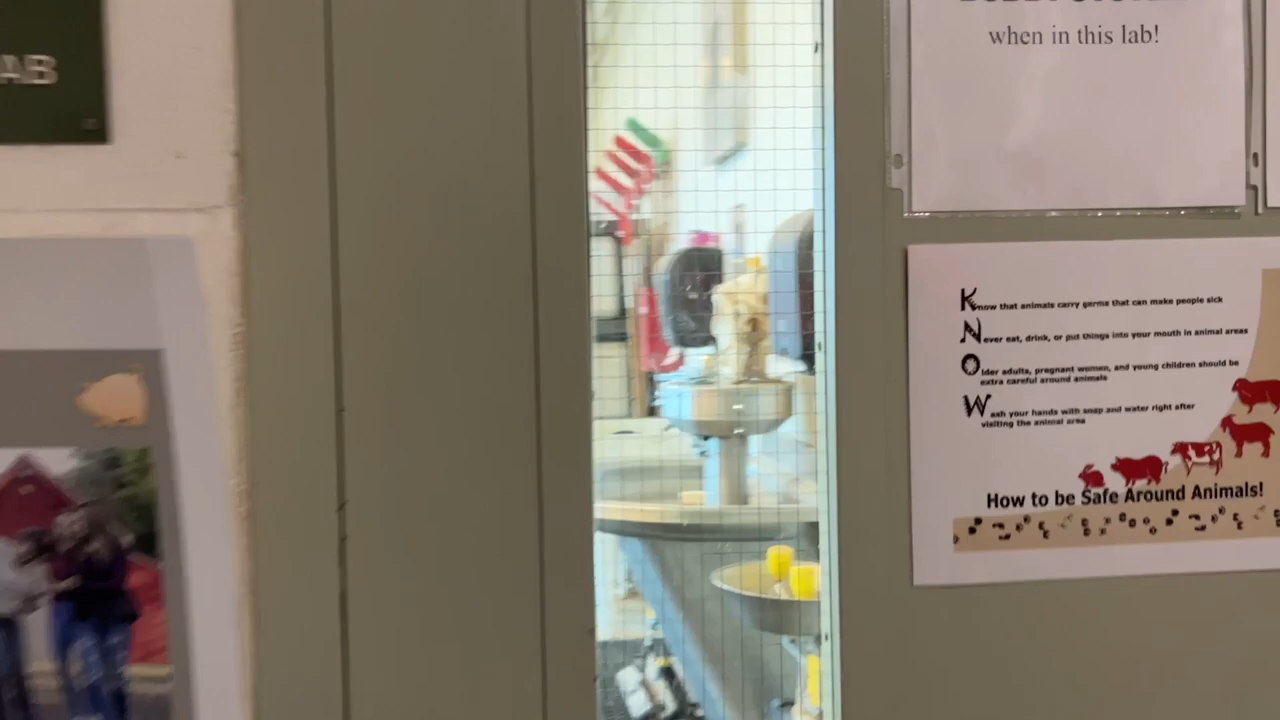 AB
when in this lab!
Know that animals carry germs that can make people sick
Never eat, drink, or put things into your mouth in animal areas
Older adults, pregnant women, and young children should be
extra careful around animals
Wash your hands with soap and water right after
visiting the animal area
How to be Safe Around Animals!